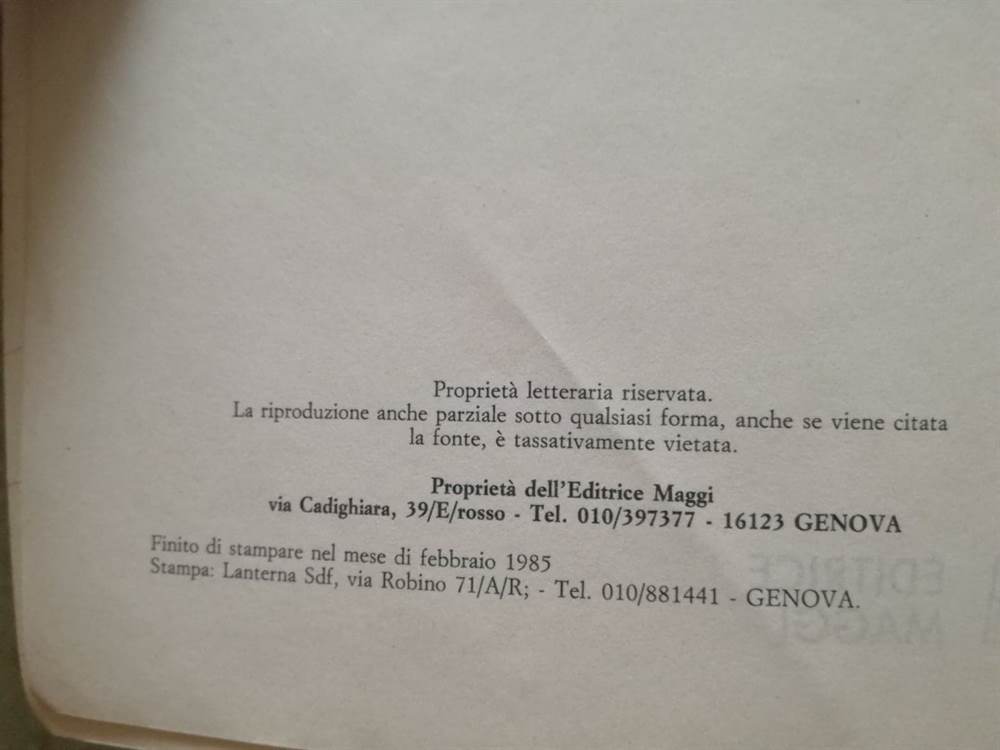 Proprietà letteraria riservata.
La riproduzione anche parziale sotto qualsiasi forma, anche se viene citata
la fonte, è tassativamente vietata.
Proprietà dell'Editrice Maggi
via Cadighiara, 39/E/rosso - Tel. 010/397377 - 16123 GENOVA
Finito di stampare nel mese di febbraio 1985
Stampa: Lanterna Sdf, via Robino 71/A/R; - Tel. 010/881441 - GENOVA.
EDITRICE
MAGGI